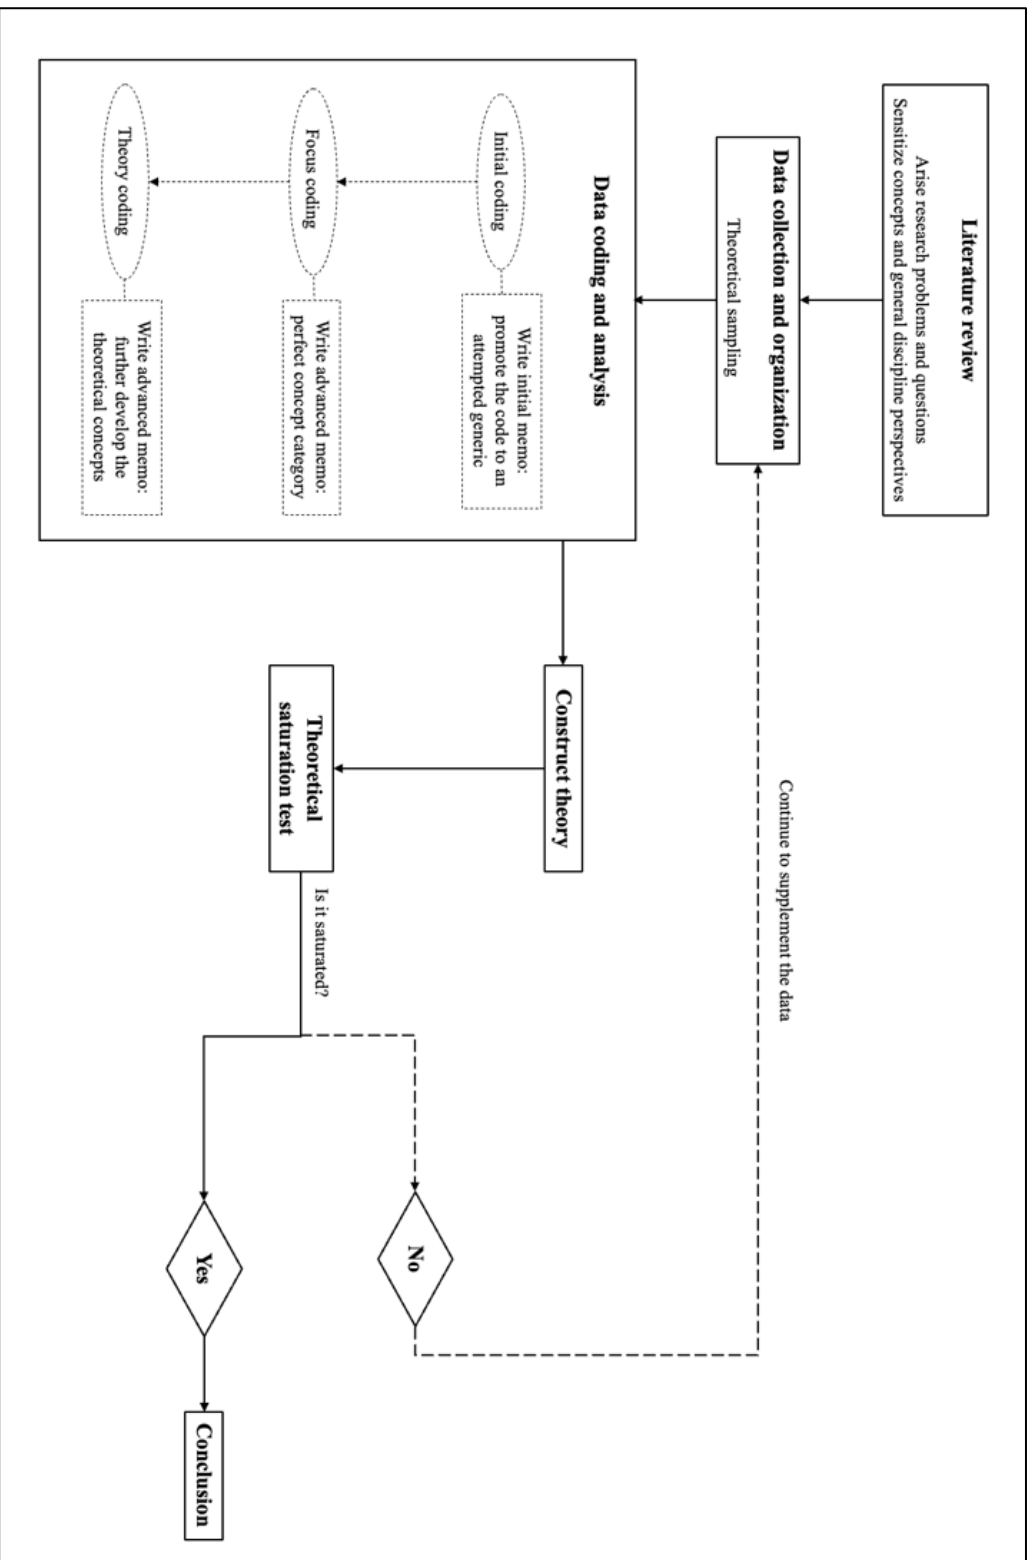 Literature review
Arise research problems and questions
Sensitize concepts and general discipline perspectives
Data collection and organization
Theoretical sampling
Data coding and analysis
Initial coding
Write initial memo:
promote the code to an
attempted generic
Focus coding
Write advanced memo:
perfect concept category
Theory coding
Write advanced memo:
further develop the
theoretical concepts
Construct theory
Theoretical
saturation test
Is it saturated?
Continue to supplement the data
No
Yes
Conclusion